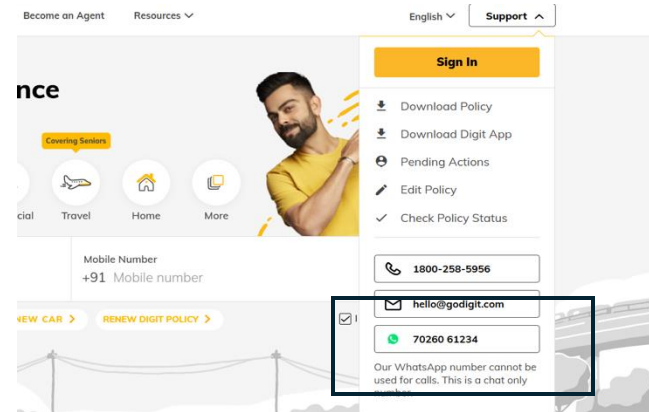 Become an Agent
Resources
English
Support
Sign In
Download Policy
Download Digit App
Pending Actions
Edit Policy
Check Policy Status
1800-258-5956
hello@godigit.com
70260 61234
Our WhatsApp number cannot be
used for calls. This is a chat only
number.
nce
Covering Seniors
cial
Travel
Home
More
Mobile Number
+91 Mobile number
NEW CAR
RENEW DIGIT POLICY
I